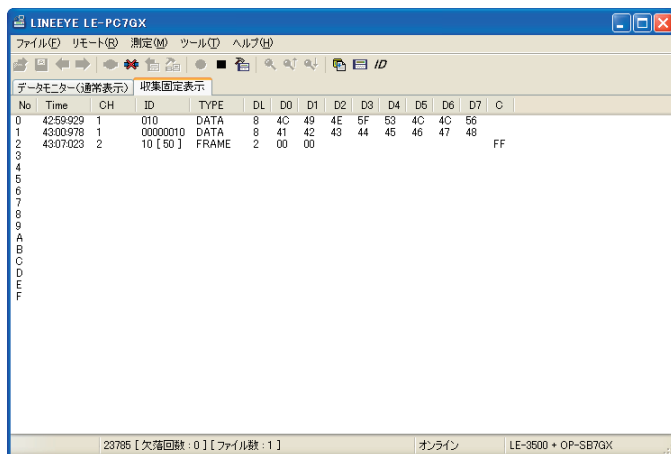 LINEEYE LE-PC7GX
ファイル(F) リモート(R) 測定(M) ツール(T) ヘルプ(H)
ID
データモニター(通常表示) 収集固定表示
No Time CH ID TYPE DL D0 D1 D2 D3 D4 D5 D6 D7 C
0 42:59:929 1 010 DATA 8 4C 49 4E 5F 53 4C 4C 56
1 43:00:978 1 00000010 DATA 8 41 42 43 44 45 46 47 48
2 43:07:023 2 10 [ 50 ] FRAME 2 00 00 FF
3
4
5
6
7
8
9
A
B
C
D
E
F
23785 [ 欠落回数 : 0 ] [ ファイル数 : 1 ] オンライン LE-3500 + OP-SB7GX